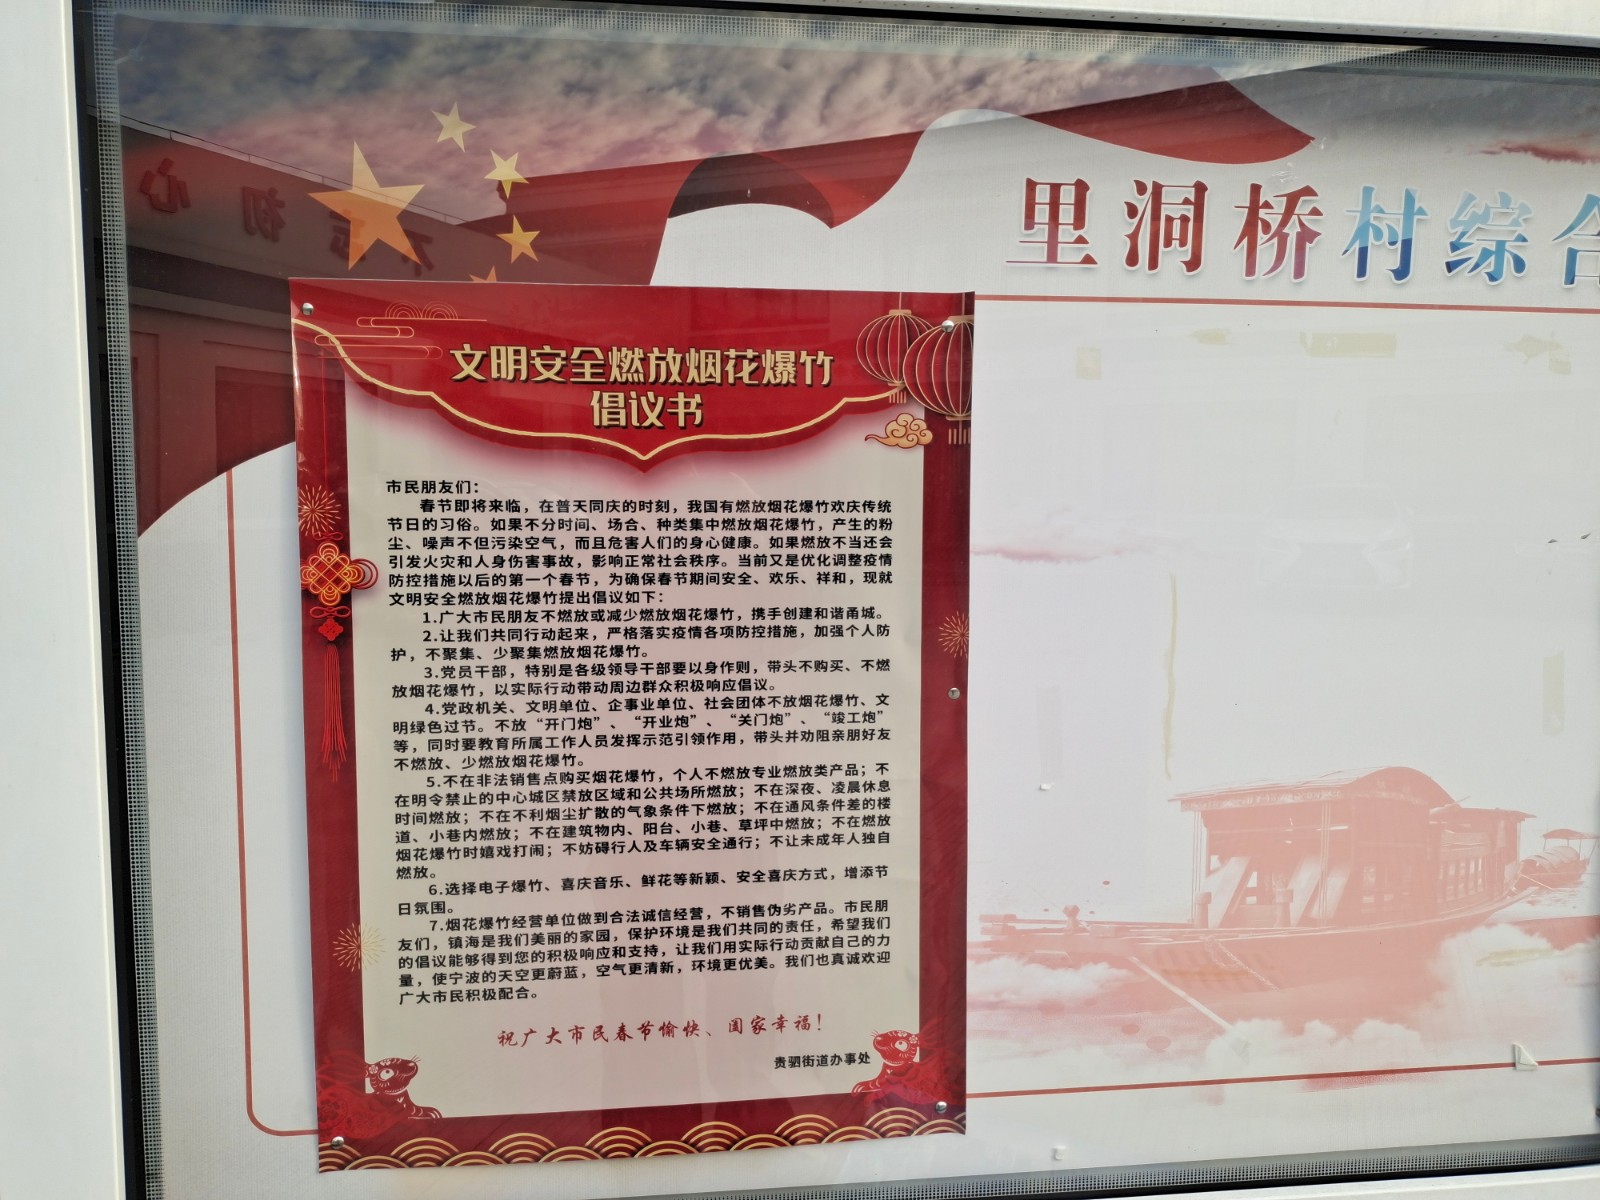 里洞桥村综合
不忘初心
文明安全燃放烟花爆竹
倡议书
市民朋友们：
春节即将来临，在普天同庆的时刻，我国有燃放烟花爆竹欢庆传统
节日的习俗。如果不分时间、场合、种类集中燃放烟花爆竹，产生的粉
尘、噪声不但污染空气，而且危害人们的身心健康。如果燃放不当还会
引发火灾和人身伤害事故，影响正常社会秩序。当前又是优化调整疫情
防控措施以后的第一个春节，为确保春节期间安全、欢乐、祥和，现就
文明安全燃放烟花爆竹提出倡议如下：
1.广大市民朋友不燃放或减少燃放烟花爆竹，携手创建和谐甬城。
2.让我们共同行动起来，严格落实疫情各项防控措施，加强个人防
护，不聚集、少聚集燃放烟花爆竹。
3.党员干部，特别是各级领导干部要以身作则，带头不购买、不燃
放烟花爆竹，以实际行动带动周边群众积极响应倡议。
4.党政机关、文明单位、企事业单位、社会团体不放烟花爆竹、文
明绿色过节。不放“开门炮”、“开业炮”、“关门炮”、“竣工炮”
等，同时要教育所属工作人员发挥示范引领作用，带头并劝阻亲朋好友
不燃放、少燃放烟花爆竹。
5.不在非法销售点购买烟花爆竹，个人不燃放专业燃放类产品；不
在明令禁止的中心城区禁放区域和公共场所燃放；不在深夜、凌晨休息
时间燃放；不在不利烟尘扩散的气象条件下燃放；不在通风条件差的楼
道、小巷内燃放；不在建筑物内、阳台、小巷、草坪中燃放；不在燃放
烟花爆竹时嬉戏打闹；不妨碍行人及车辆安全通行；不让未成年人独自
燃放。
6.选择电子爆竹、喜庆音乐、鲜花等新颖、安全喜庆方式，增添节
日氛围。
7.烟花爆竹经营单位做到合法诚信经营，不销售伪劣产品。市民朋
友们，镇海是我们美丽的家园，保护环境是我们共同的责任，希望我们
的倡议能够得到您的积极响应和支持，让我们用实际行动贡献自己的力
量，使宁波的天空更蔚蓝，空气更清新，环境更优美。我们也真诚欢迎
广大市民积极配合。
祝广大市民春节愉快、阖家幸福！
贵驷街道办事处